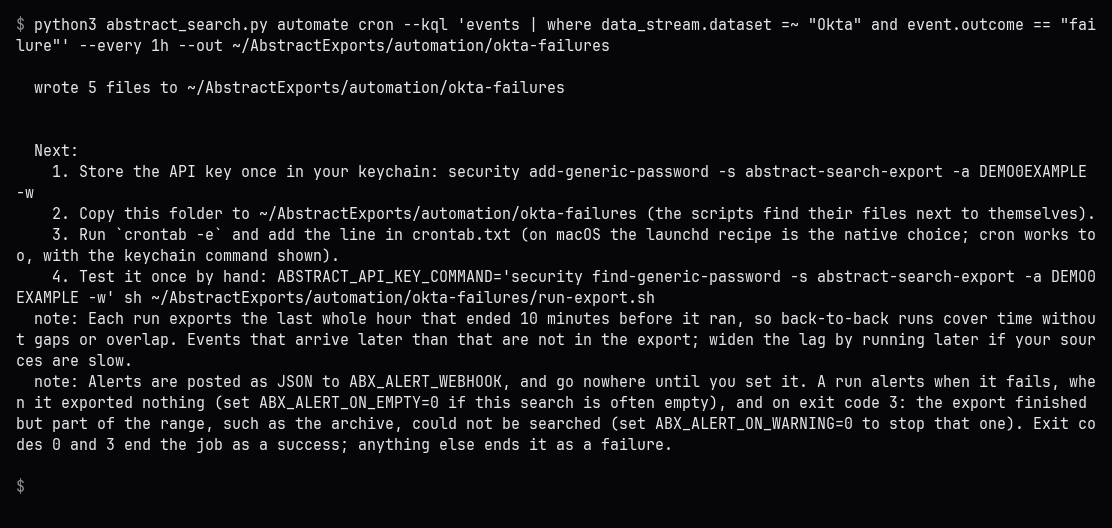 $ python3 abstract_search.py automate cron --kql 'events | where data_stream.dataset =~ "Okta" and event.outcome == "fai
lure"' --every 1h --out ~/AbstractExports/automation/okta-failures
wrote 5 files to ~/AbstractExports/automation/okta-failures
Next:
1. Store the API key once in your keychain: security add-generic-password -s abstract-search-export -a DEMO0EXAMPLE
-w
2. Copy this folder to ~/AbstractExports/automation/okta-failures (the scripts find their files next to themselves).
3. Run `crontab -e` and add the line in crontab.txt (on macOS the launchd recipe is the native choice; cron works to
o, with the keychain command shown).
4. Test it once by hand: ABSTRACT_API_KEY_COMMAND='security find-generic-password -s abstract-search-export -a DEMO0
EXAMPLE -w' sh ~/AbstractExports/automation/okta-failures/run-export.sh
note: Each run exports the last whole hour that ended 10 minutes before it ran, so back-to-back runs cover time withou
t gaps or overlap. Events that arrive later than that are not in the export; widen the lag by running later if your sour
ces are slow.
note: Alerts are posted as JSON to ABX_ALERT_WEBHOOK, and go nowhere until you set it. A run alerts when it fails, whe
n it exported nothing (set ABX_ALERT_ON_EMPTY=0 if this search is often empty), and on exit code 3: the export finished
but part of the range, such as the archive, could not be searched (set ABX_ALERT_ON_WARNING=0 to stop that one). Exit co
des 0 and 3 end the job as a success; anything else ends it as a failure.
$